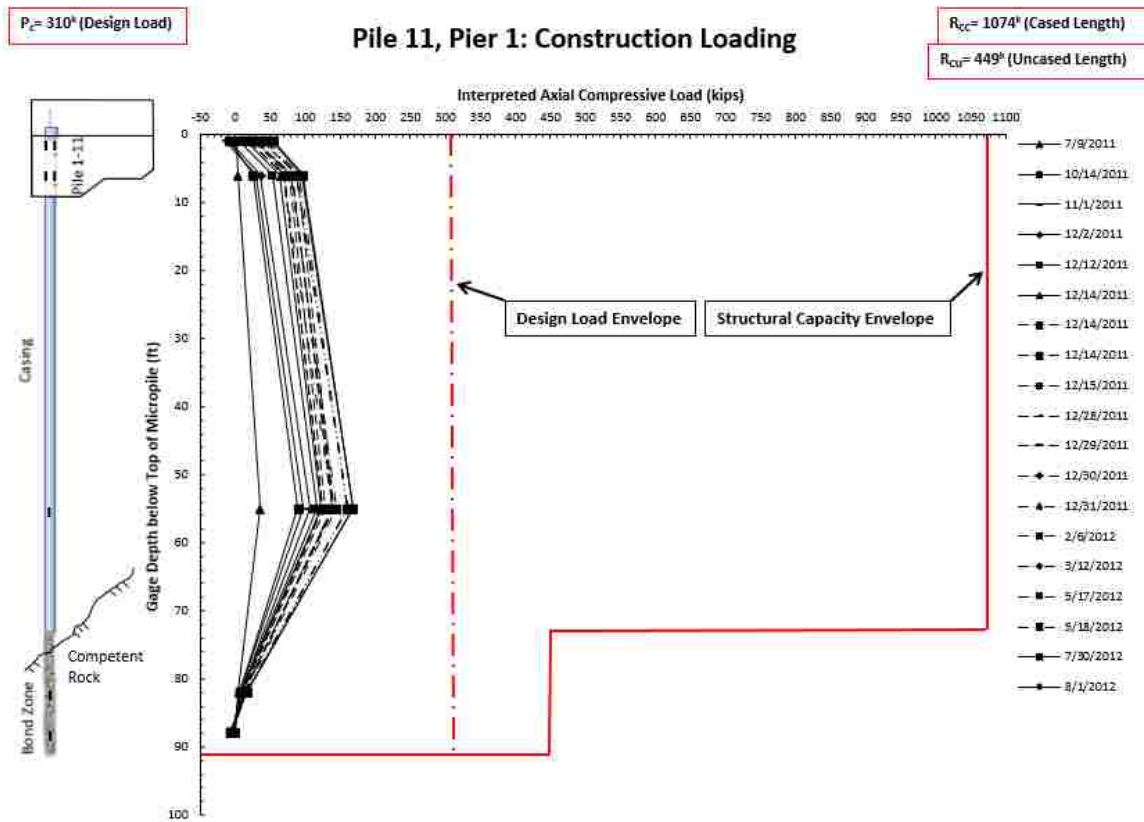 P_c= 310ᵏ (Design Load)
Pile 11, Pier 1: Construction Loading
R_cc= 1074ᵏ (Cased Length)
R_cu= 449ᵏ (Uncased Length)
Interpreted Axial Compressive Load (kips)
-50 0 50 100 150 200 250 300 350 400 450 500 550 600 650 700 750 800 850 900 950 1000 1050 1100
0
10
20
30
40
50
60
70
80
90
100
Gage Depth below Top of Micropile (ft)
Pile 1-11
Casing
Competent
Rock
Bond Zone
Design Load Envelope
Structural Capacity Envelope
7/9/2011
10/14/2011
11/1/2011
12/2/2011
12/12/2011
12/14/2011
12/14/2011
12/14/2011
12/15/2011
12/28/2011
12/29/2011
12/30/2011
12/31/2011
2/6/2012
3/12/2012
5/17/2012
5/18/2012
7/30/2012
8/1/2012